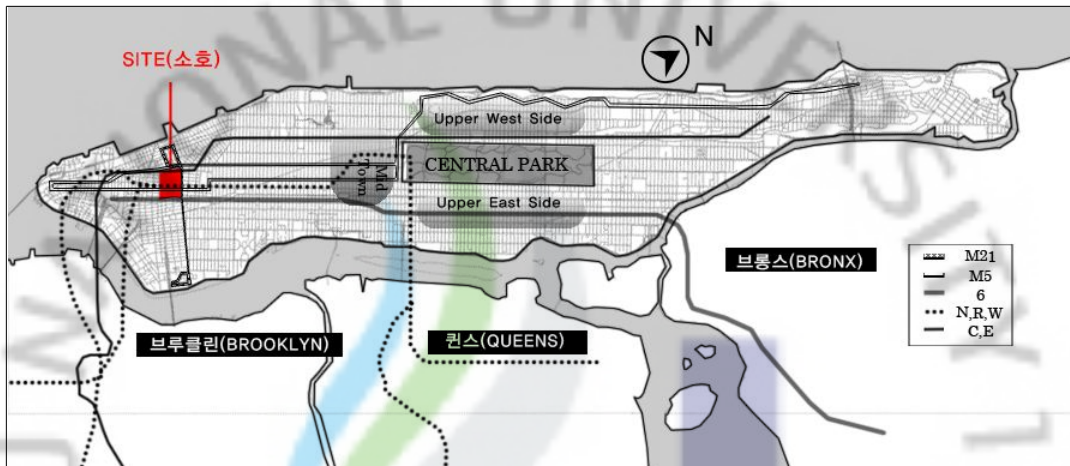 SITE(소호)
N
Upper West Side
Mid
Town
CENTRAL PARK
Upper East Side
브롱스(BRONX)
브루클린(BROOKLYN)
퀸스(QUEENS)
M21
M5
6
N,R,W
C,E